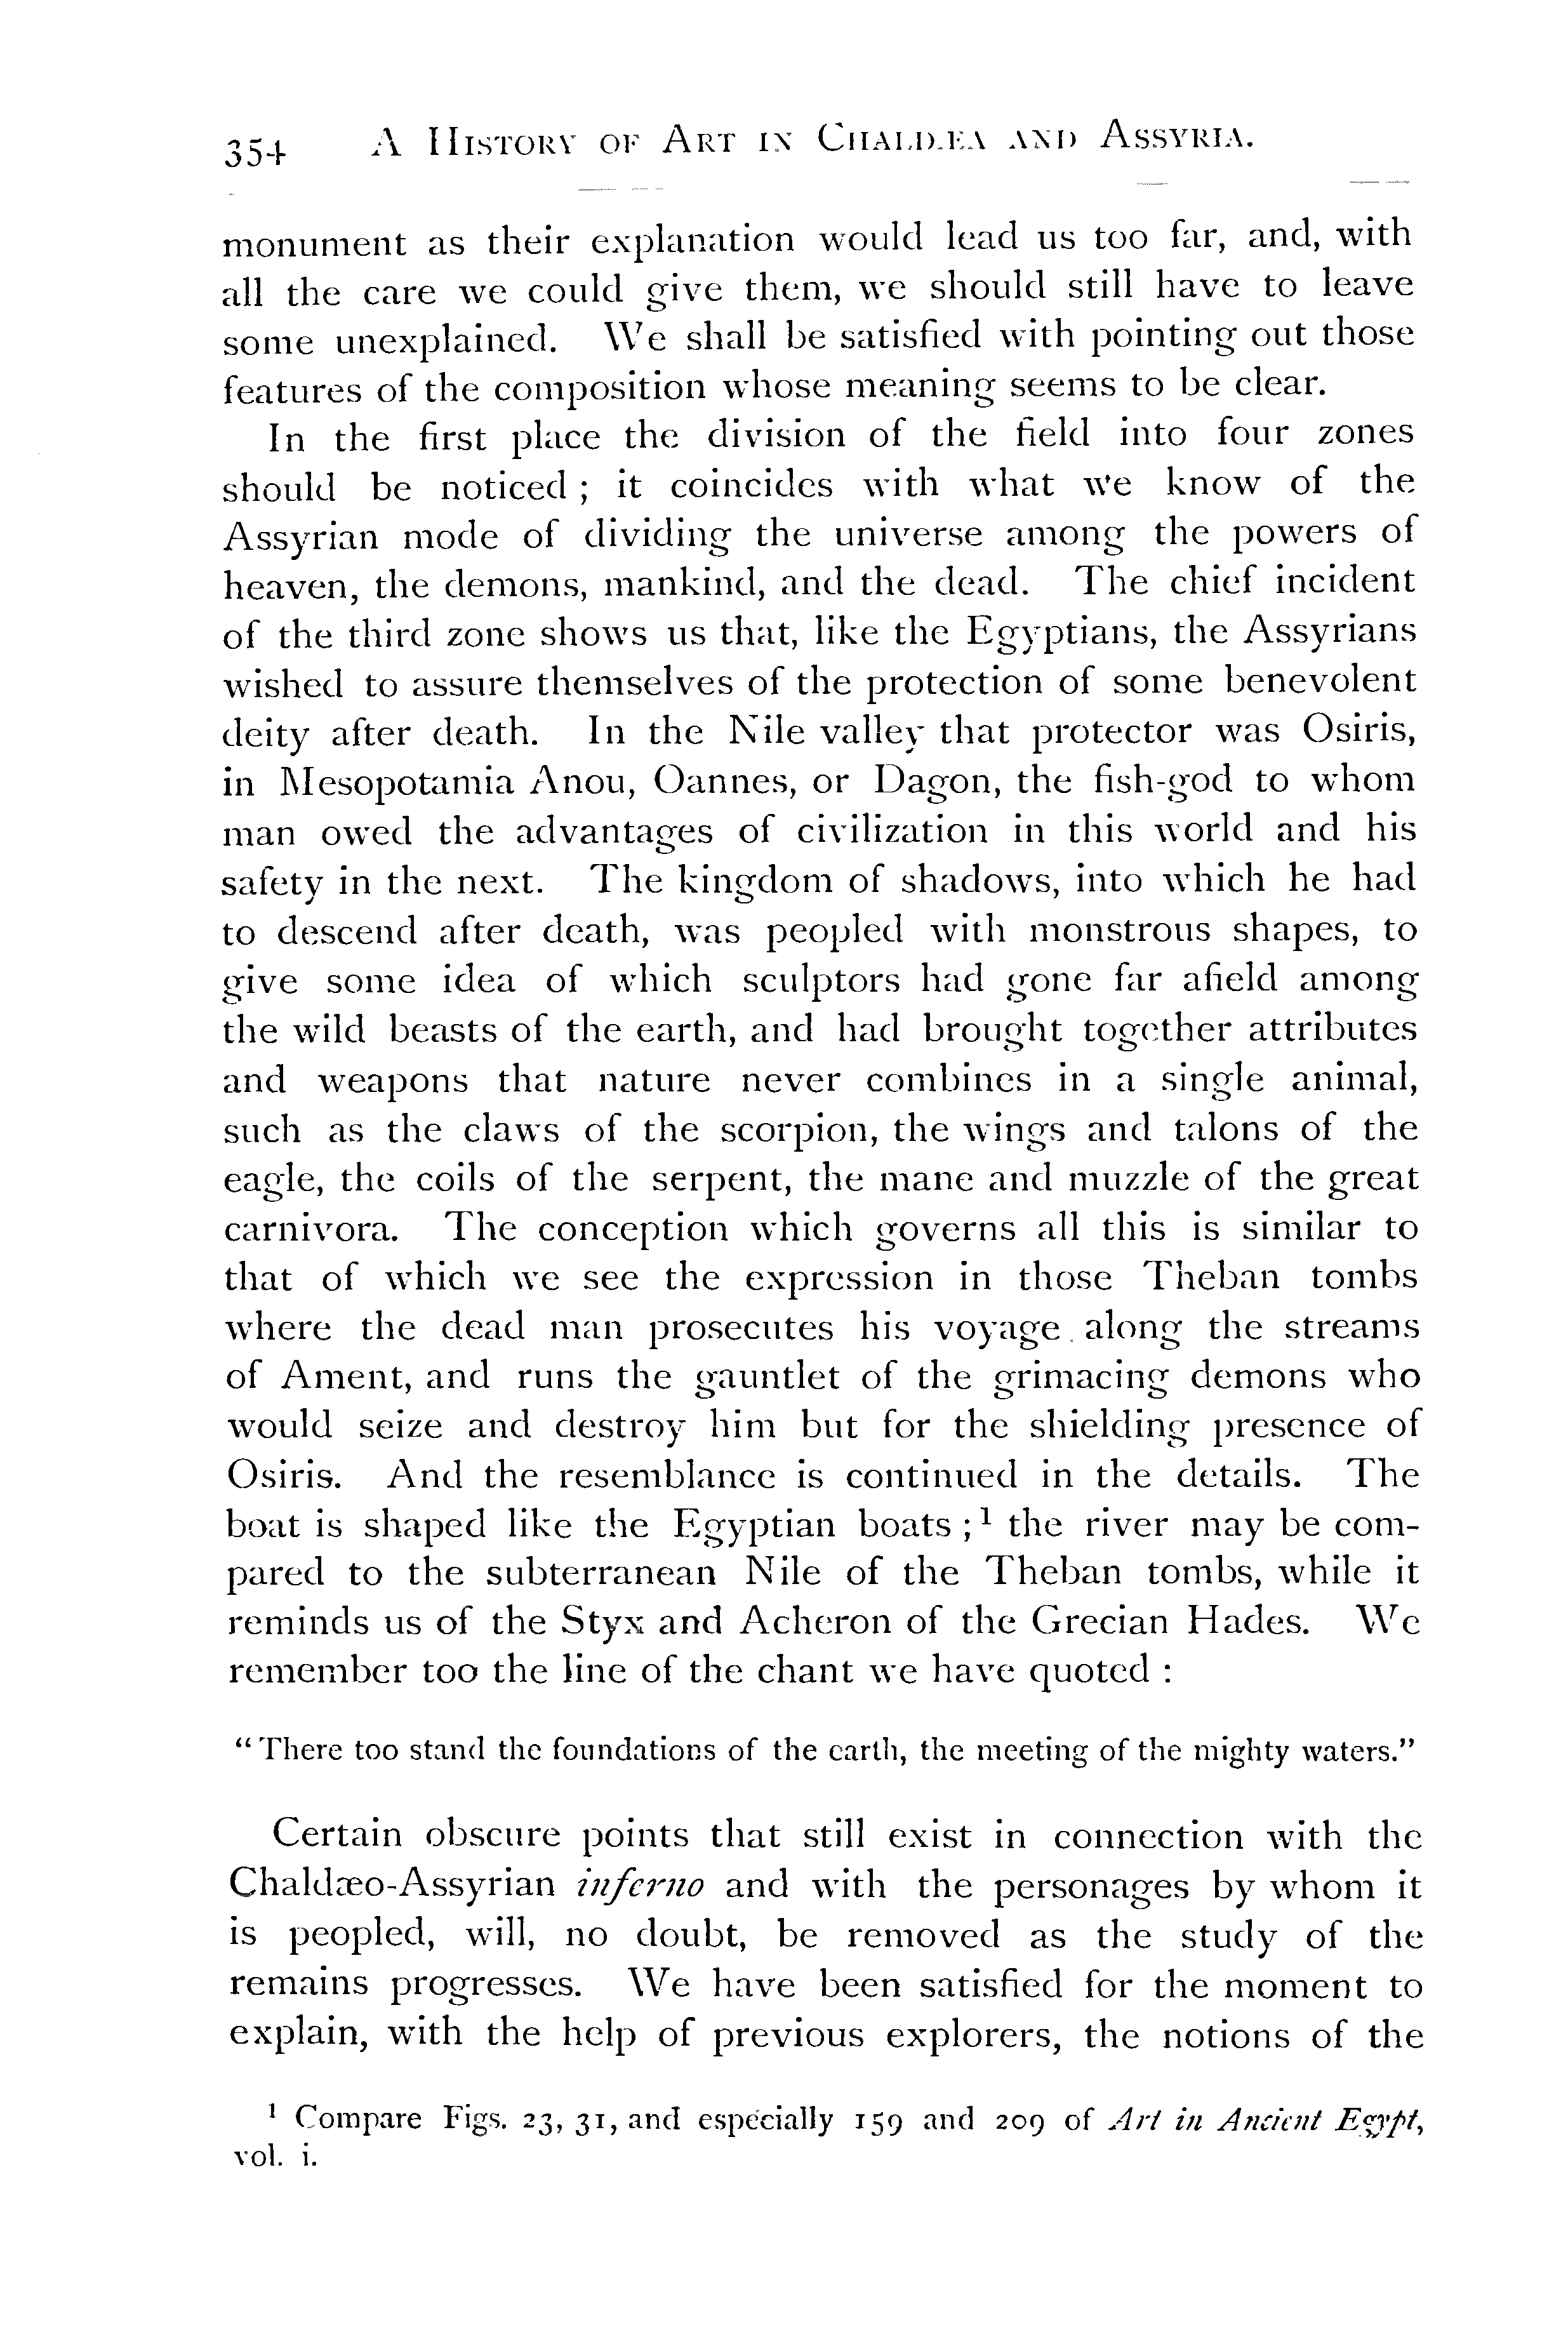 354 A History of Art in Chaldæa and Assyria.
monument as their explanation would lead us too far, and, with
all the care we could give them, we should still have to leave
some unexplained. We shall be satisfied with pointing out those
features of the composition whose meaning seems to be clear.
In the first place the division of the field into four zones
should be noticed ; it coincides with what we know of the
Assyrian mode of dividing the universe among the powers of
heaven, the demons, mankind, and the dead. The chief incident
of the third zone shows us that, like the Egyptians, the Assyrians
wished to assure themselves of the protection of some benevolent
deity after death. In the Nile valley that protector was Osiris,
in Mesopotamia Anou, Oannes, or Dagon, the fish-god to whom
man owed the advantages of civilization in this world and his
safety in the next. The kingdom of shadows, into which he had
to descend after death, was peopled with monstrous shapes, to
give some idea of which sculptors had gone far afield among
the wild beasts of the earth, and had brought together attributes
and weapons that nature never combines in a single animal,
such as the claws of the scorpion, the wings and talons of the
eagle, the coils of the serpent, the mane and muzzle of the great
carnivora. The conception which governs all this is similar to
that of which we see the expression in those Theban tombs
where the dead man prosecutes his voyage along the streams
of Ament, and runs the gauntlet of the grimacing demons who
would seize and destroy him but for the shielding presence of
Osiris. And the resemblance is continued in the details. The
boat is shaped like the Egyptian boats ;¹ the river may be com-
pared to the subterranean Nile of the Theban tombs, while it
reminds us of the Styx and Acheron of the Grecian Hades. We
remember too the line of the chant we have quoted :
“ There too stand the foundations of the earth, the meeting of the mighty waters.”
Certain obscure points that still exist in connection with the
Chaldæo-Assyrian inferno and with the personages by whom it
is peopled, will, no doubt, be removed as the study of the
remains progresses. We have been satisfied for the moment to
explain, with the help of previous explorers, the notions of the
¹ Compare Figs. 23, 31, and especially 159 and 209 of Art in Ancient Egypt,
vol. i.